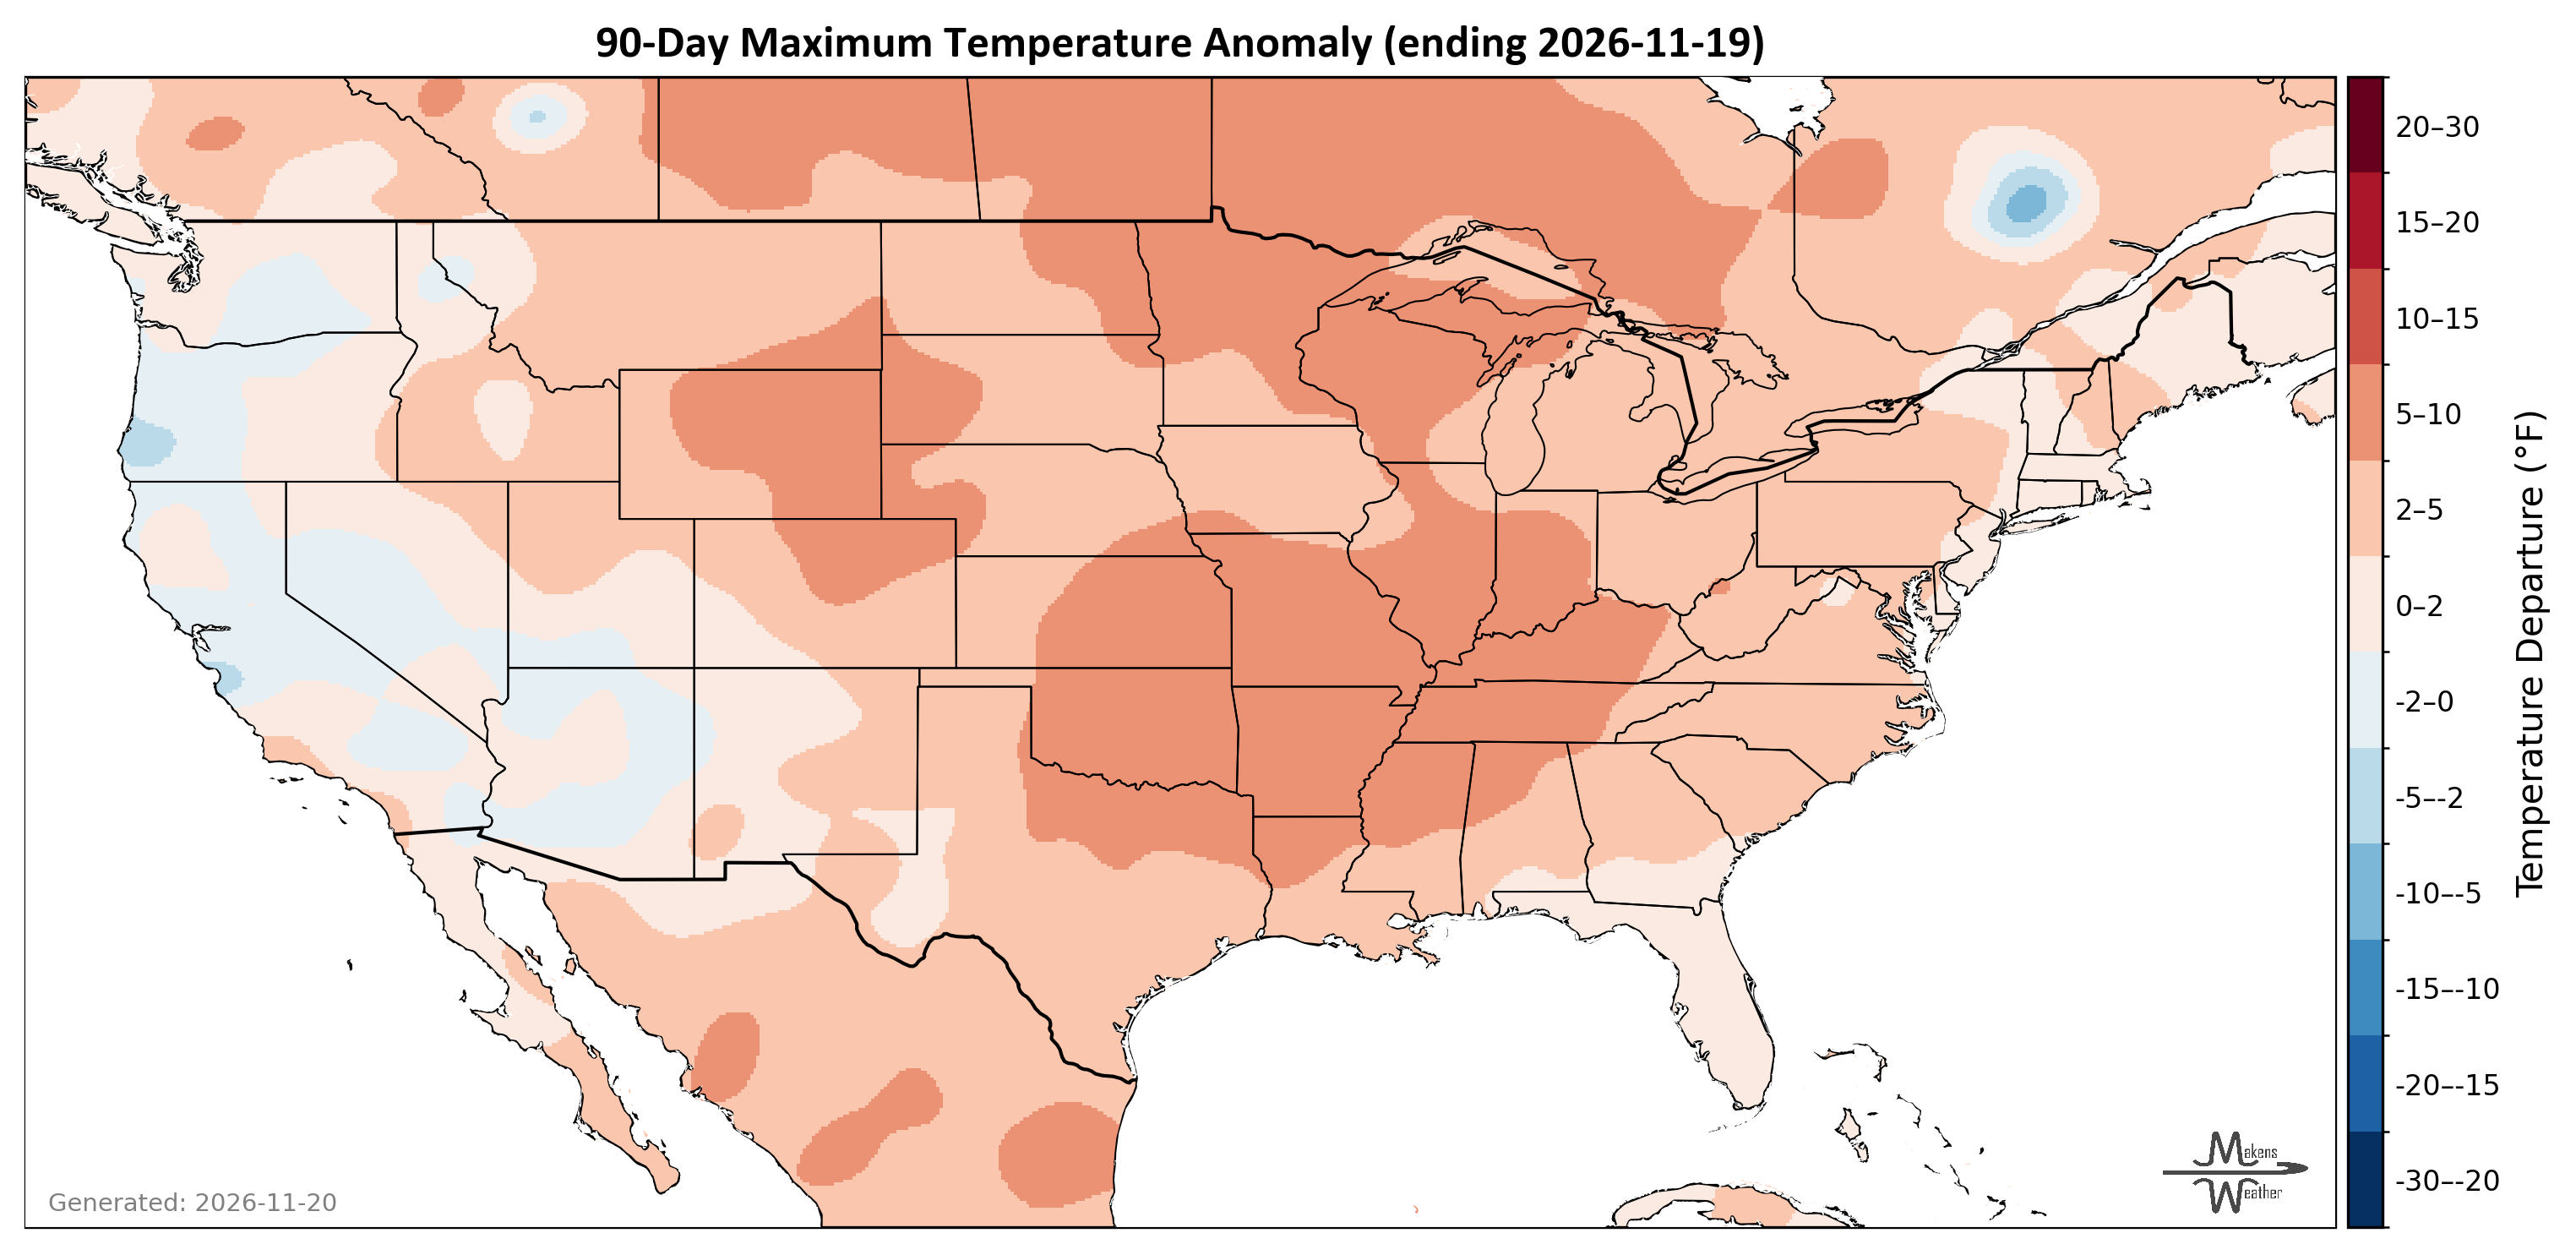 90-Day Maximum Temperature Anomaly (ending 2026-11-19)
20–30
15–20
10–15
5–10
2–5
0–2
-2–0
-5–-2
-10–-5
-15–-10
-20–-15
-30–-20
Temperature Departure (°F)
Makens
Weather
Generated: 2026-11-20